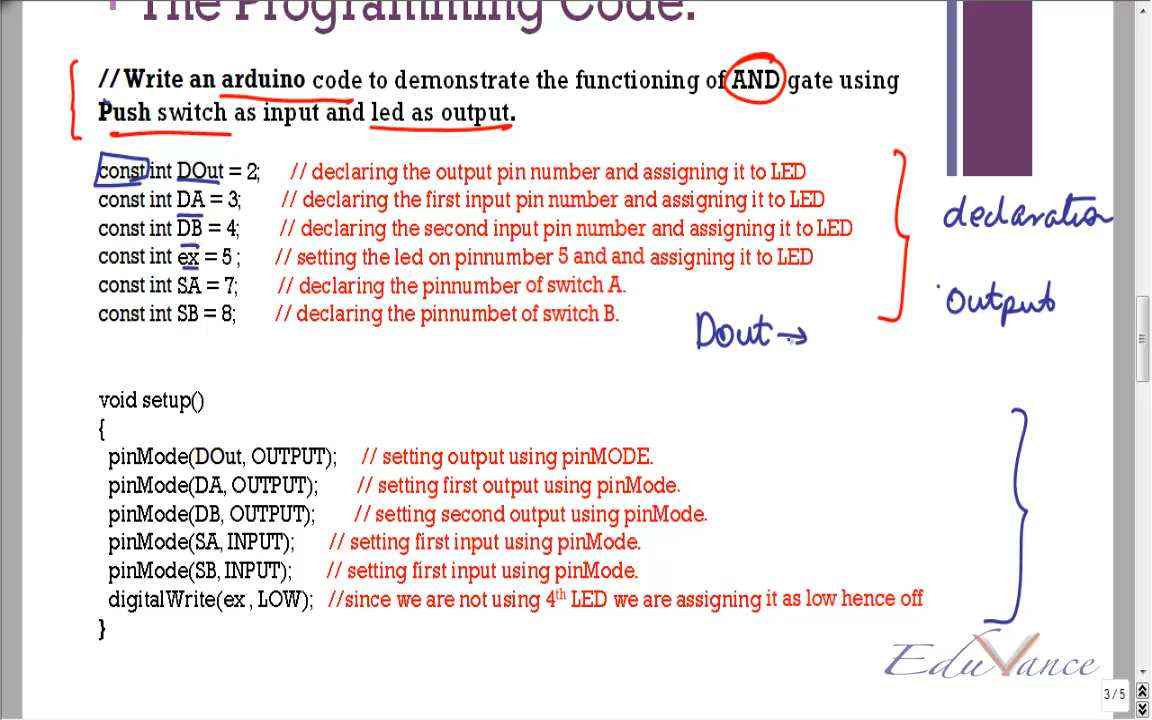 The Programming Code:
//Write an arduino code to demonstrate the functioning of AND gate using
Push switch as input and led as output.
const int DOut = 2; // declaring the output pin number and assigning it to LED
const int DA = 3; // declaring the first input pin number and assigning it to LED
const int DB = 4; // declaring the second input pin number and assigning it to LED
const int ex = 5 ; // setting the led on pinnumber 5 and and assigning it to LED
const int SA = 7; // declaring the pinnumber of switch A.
const int SB = 8; // declaring the pinnumbet of switch B.
declaration
output
Dout →
void setup()
{
pinMode(DOut, OUTPUT); // setting output using pinMODE.
pinMode(DA, OUTPUT); // setting first output using pinMode.
pinMode(DB, OUTPUT); // setting second output using pinMode.
pinMode(SA, INPUT); // setting first input using pinMode.
pinMode(SB, INPUT); // setting first input using pinMode.
digitalWrite(ex , LOW); //since we are not using 4th LED we are assigning it as low hence off
}
EduVance
3/5